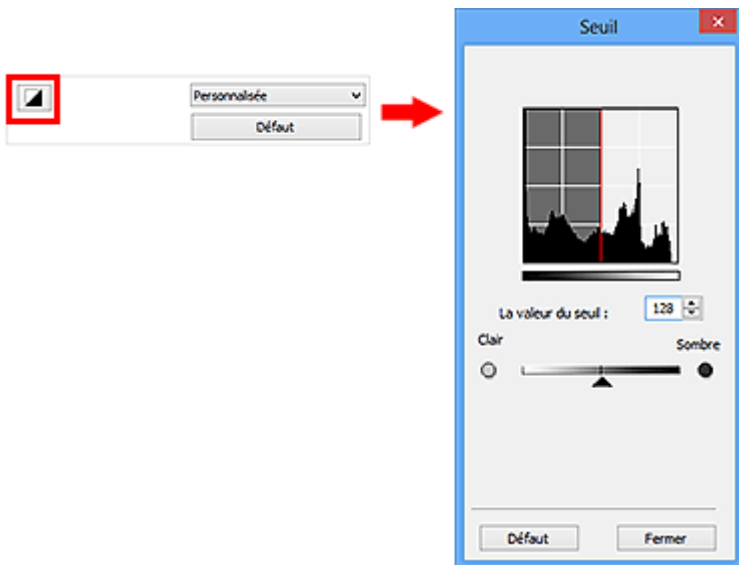 Personnalisée
Défaut
Seuil
La valeur du seuil :
128
Clair
Sombre
Défaut
Fermer